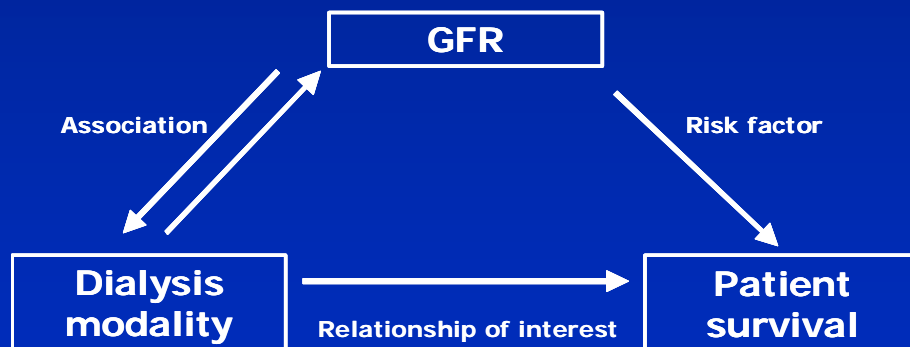 GFR
Association
Risk factor
Dialysis
modality
Relationship of interest
Patient
survival